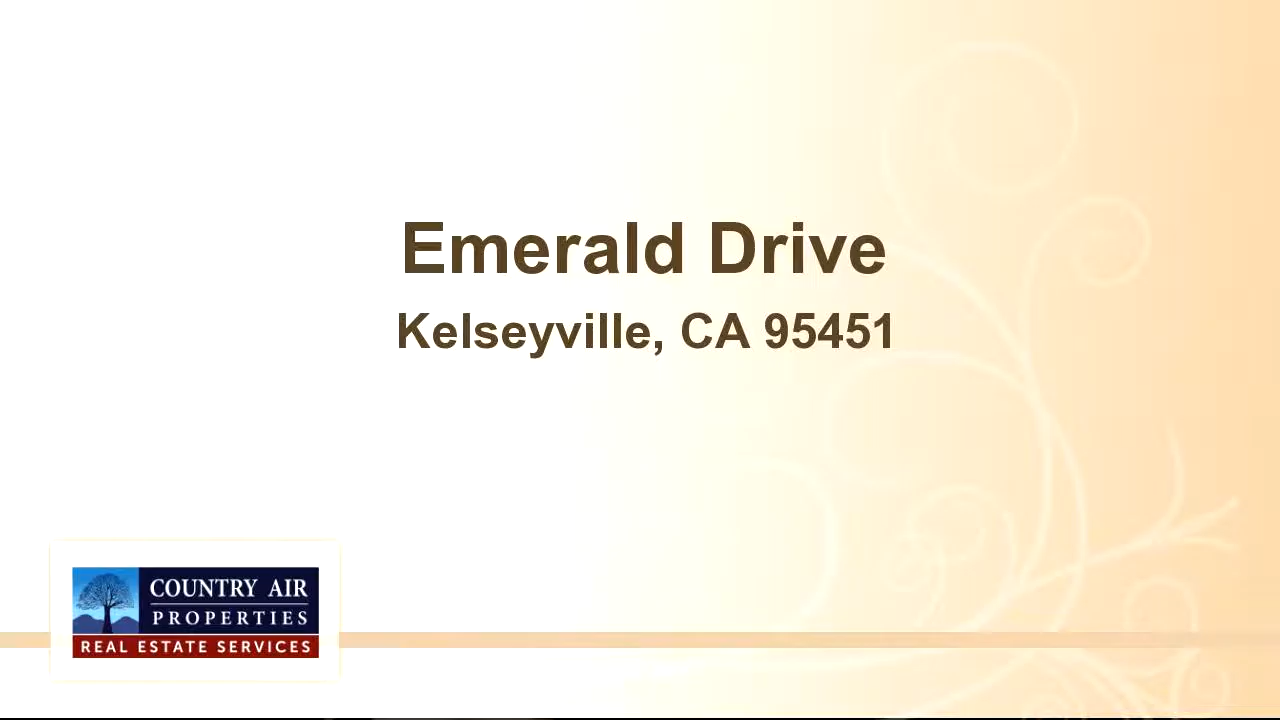 Emerald Drive
Kelseyville, CA 95451
COUNTRY AIR
PROPERTIES
REAL ESTATE SERVICES